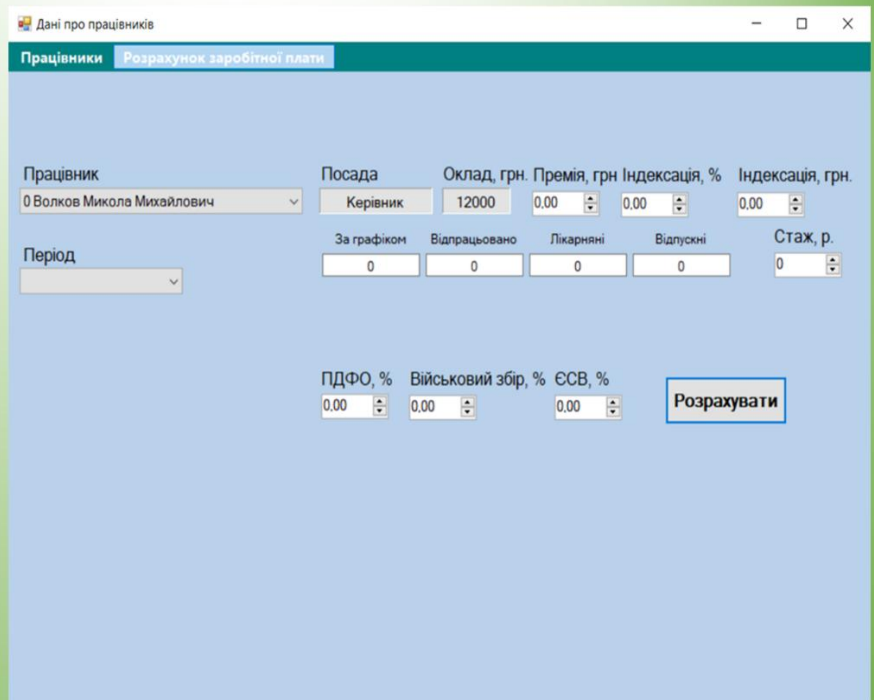 Дані про працівників
Працівники Розрахунок заробітної плати
Працівник Посада Оклад, грн. Премія, грн Індексація, % Індексація, грн.
0 Волков Микола Михайлович Керівник 12000 0,00 0,00 0,00
За графіком Відпрацьовано Лікарняні Відпускні Стаж, р.
Період
0 0 0 0 0
ПДФО, % Військовий збір, % ЄСВ, %
0,00 0,00 0,00 Розрахувати